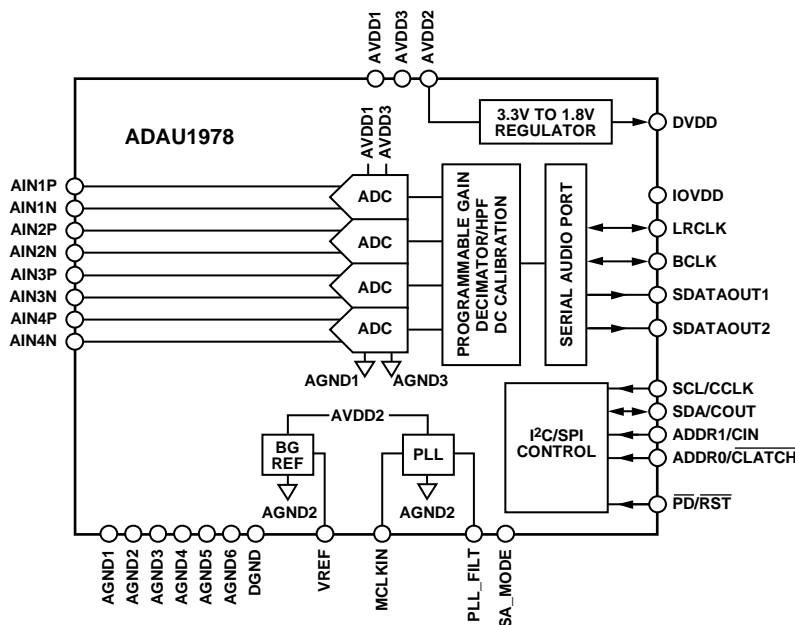 AVDD1
AVDD3
AVDD2
ADAU1978
AVDD1
AVDD3
3.3V TO 1.8V
REGULATOR
DVDD
AIN1P
AIN1N
AIN2P
AIN2N
AIN3P
AIN3N
AIN4P
AIN4N
ADC
ADC
ADC
ADC
AGND1
AGND3
PROGRAMMABLE GAIN
DECIMATOR/HPF
DC CALIBRATION
SERIAL AUDIO PORT
IOVDD
LRCLK
BCLK
SDATAOUT1
SDATAOUT2
I²C/SPI
CONTROL
SCL/CCLK
SDA/COUT
ADDR1/CIN
ADDR0/CLATCH
PD/RST
AVDD2
BG
REF
PLL
AGND2
AGND2
AGND1
AGND2
AGND3
AGND4
AGND5
AGND6
DGND
VREF
MCLKIN
PLL_FILT
SA_MODE